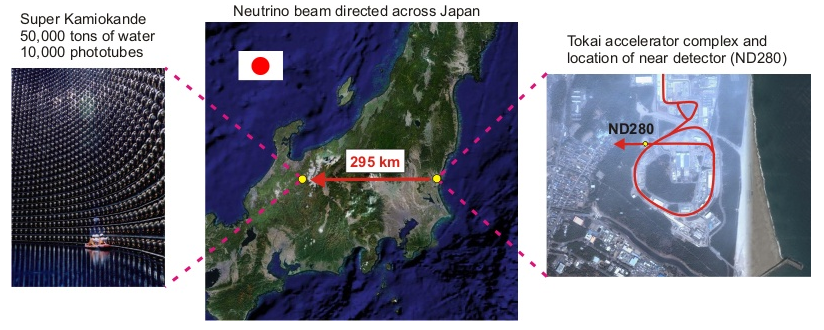 Super Kamiokande
50,000 tons of water
10,000 phototubes
Neutrino beam directed across Japan
295 km
Tokai accelerator complex and
location of near detector (ND280)
ND280